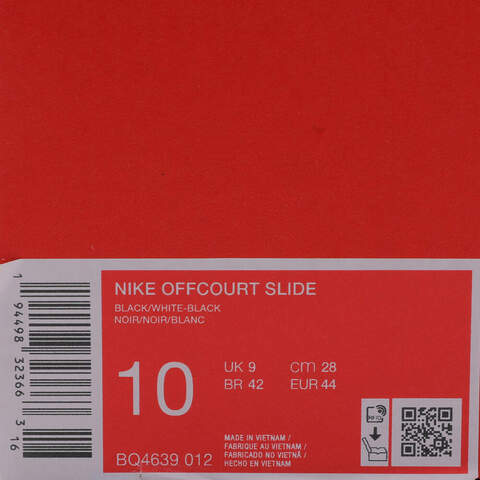 NIKE OFFCOURT SLIDE
BLACK/WHITE-BLACK
NOIR/NOIR/BLANC
10
UK 9
cm 28
BR 42
EUR 44
MADE IN VIETNAM /
FABRIQUE AU VIETNAM /
FABRICADO NO VIETNÃ /
HECHO EN VIETNAM
BQ4639 012
1 94498 32366 3 16